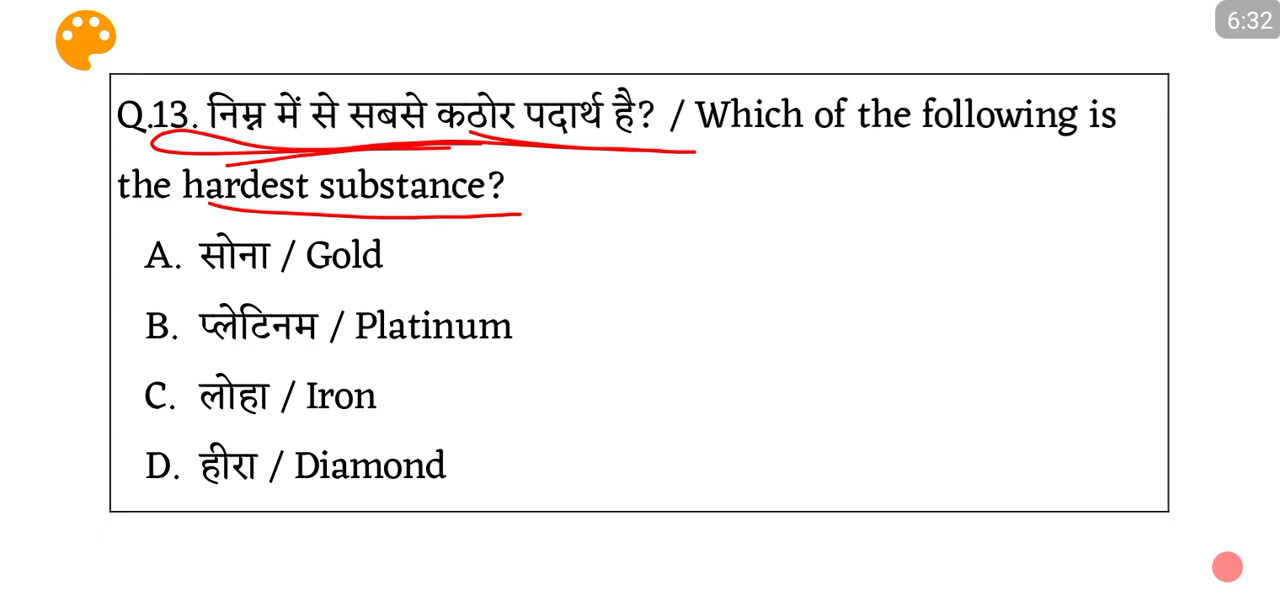 6:32
Q.13. निम्न में से सबसे कठोर पदार्थ है? / Which of the following is
the hardest substance?
A. सोना / Gold
B. प्लेटिनम / Platinum
C. लोहा / Iron
D. हीरा / Diamond